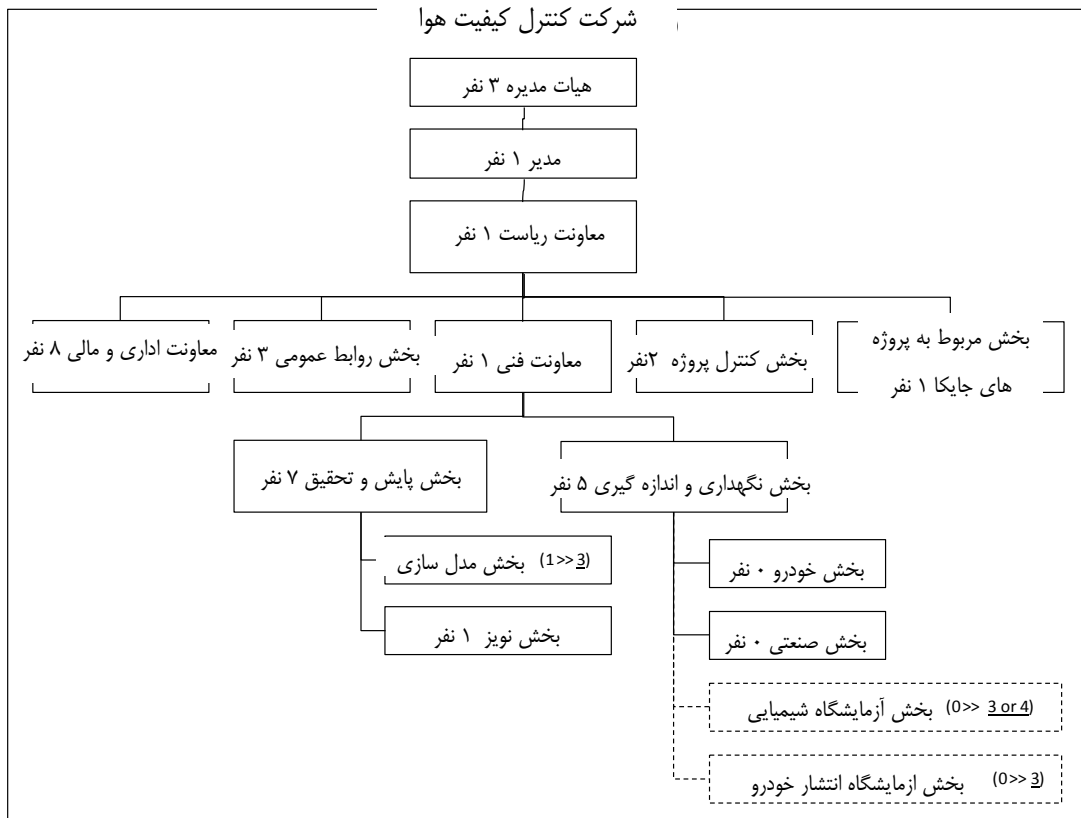 شرکت کنترل کیفیت هوا
هیات مدیره ۳ نفر
مدیر ۱ نفر
معاونت ریاست ۱ نفر
بخش مربوط به پروژه
های جایکا ۱ نفر
بخش کنترل پروژه ۲نفر
معاونت فنی ۱ نفر
بخش روابط عمومی ۳ نفر
معاونت اداری و مالی ۸ نفر
بخش نگهداری و اندازه گیری ۵ نفر
بخش پایش و تحقیق ۷ نفر
بخش مدل سازی (1>>3)
بخش نویز ۱ نفر
بخش خودرو ۰ نفر
بخش صنعتی ۰ نفر
بخش آزمایشگاه شیمیایی (0>> 3 or 4)
بخش ازمایشگاه انتشار خودرو (0>>3)